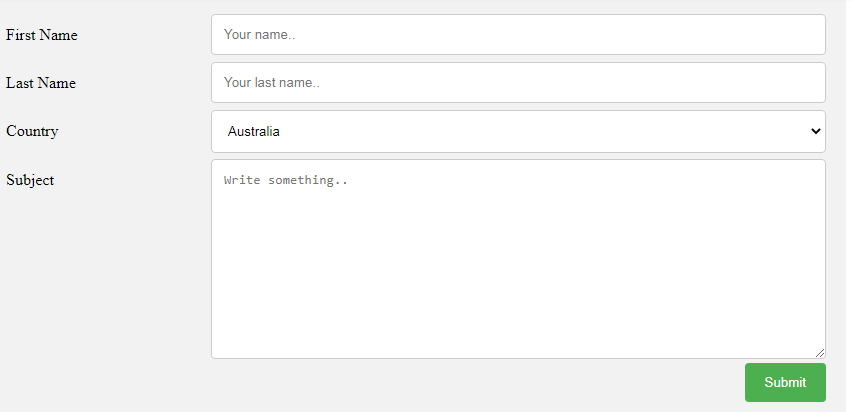 First Name Your name..
Last Name Your last name..
Country Australia
Subject Write something..
Submit